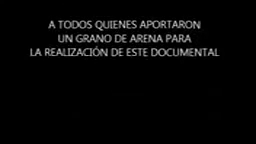 A TODOS QUIENES APORTARON
UN GRANO DE ARENA PARA
LA REALIZACIÓN DE ESTE DOCUMENTAL